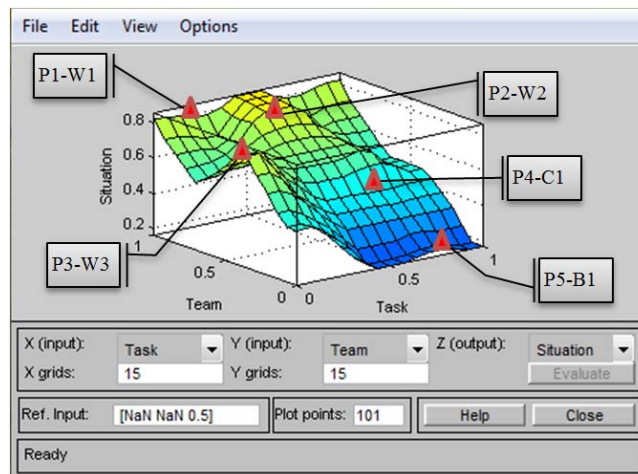 File Edit View Options
P1-W1
P2-W2
P4-C1
P3-W3
P5-B1
Situation
0.8
0.6
0.4
0.2
1
0.5
0
Team
0
0.5
1
Task
X (input): Task Y (input): Team Z (output): Situation
X grids: 15 Y grids: 15 Evaluate
Ref. Input: [NaN NaN 0.5] Plot points: 101 Help Close
Ready